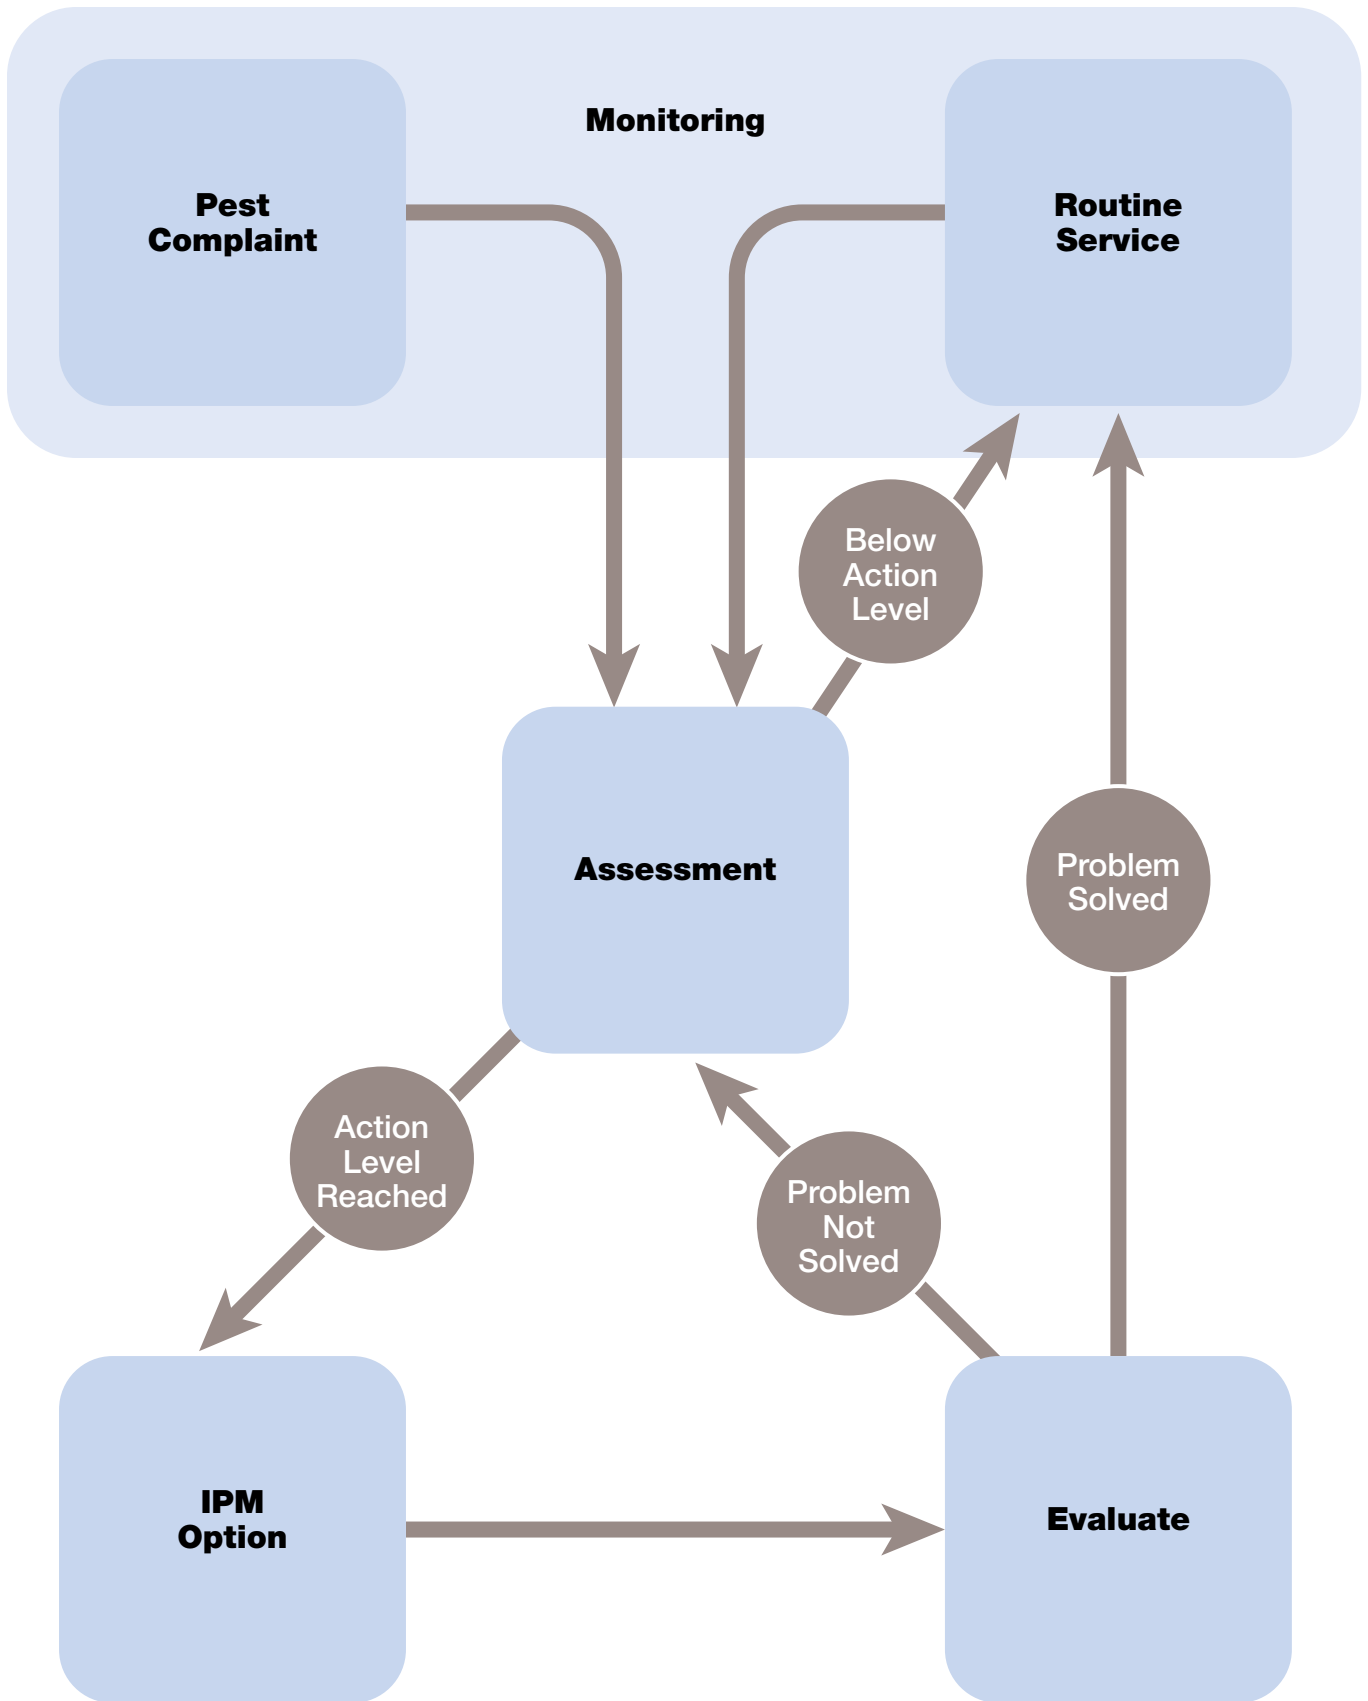 Monitoring
Pest
Complaint
Routine
Service
Below
Action
Level
Assessment
Problem
Solved
Action
Level
Reached
Problem
Not
Solved
IPM
Option
Evaluate